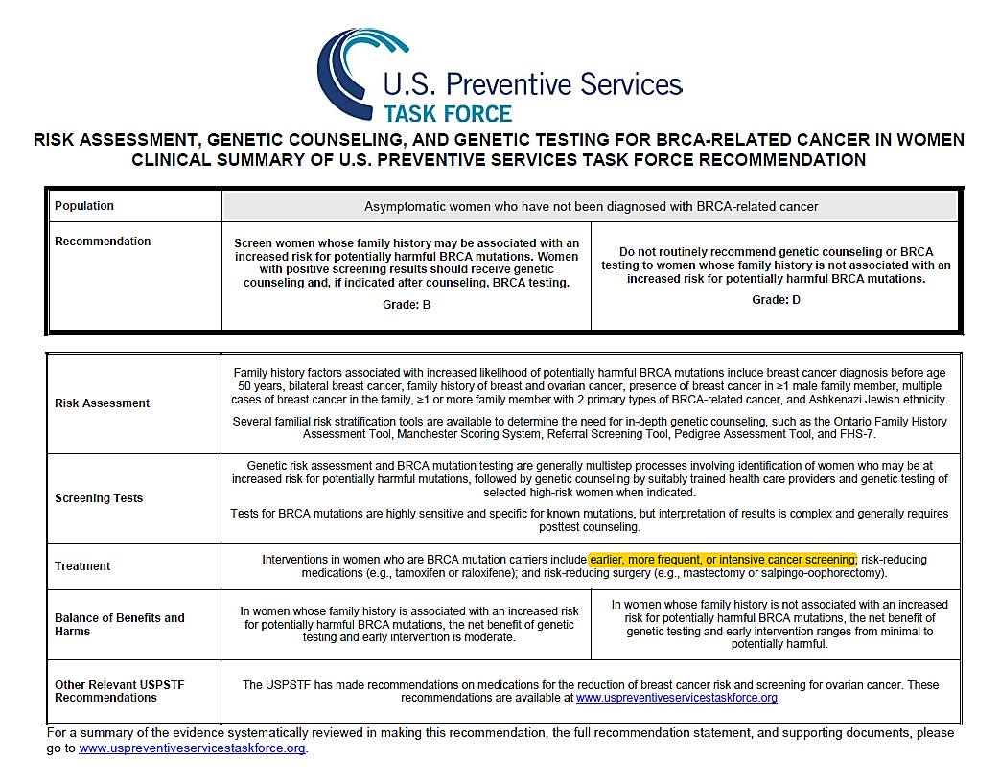 U.S. Preventive Services
TASK FORCE
RISK ASSESSMENT, GENETIC COUNSELING, AND GENETIC TESTING FOR BRCA-RELATED CANCER IN WOMEN
CLINICAL SUMMARY OF U.S. PREVENTIVE SERVICES TASK FORCE RECOMMENDATION
Population
Asymptomatic women who have not been diagnosed with BRCA-related cancer
Recommendation
Screen women whose family history may be associated with an
increased risk for potentially harmful BRCA mutations. Women
with positive screening results should receive genetic
counseling and, if indicated after counseling, BRCA testing.
Grade: B
Do not routinely recommend genetic counseling or BRCA
testing to women whose family history is not associated with an
increased risk for potentially harmful BRCA mutations.
Grade: D
Risk Assessment
Family history factors associated with increased likelihood of potentially harmful BRCA mutations include breast cancer diagnosis before age
50 years, bilateral breast cancer, family history of breast and ovarian cancer, presence of breast cancer in ≥1 male family member, multiple
cases of breast cancer in the family, ≥1 or more family member with 2 primary types of BRCA-related cancer, and Ashkenazi Jewish ethnicity.
Several familial risk stratification tools are available to determine the need for in-depth genetic counseling, such as the Ontario Family History
Assessment Tool, Manchester Scoring System, Referral Screening Tool, Pedigree Assessment Tool, and FHS-7.
Screening Tests
Genetic risk assessment and BRCA mutation testing are generally multistep processes involving identification of women who may be at
increased risk for potentially harmful mutations, followed by genetic counseling by suitably trained health care providers and genetic testing of
selected high-risk women when indicated.
Tests for BRCA mutations are highly sensitive and specific for known mutations, but interpretation of results is complex and generally requires
posttest counseling.
Treatment
Interventions in women who are BRCA mutation carriers include earlier, more frequent, or intensive cancer screening; risk-reducing
medications (e.g., tamoxifen or raloxifene); and risk-reducing surgery (e.g., mastectomy or salpingo-oophorectomy).
Balance of Benefits and
Harms
In women whose family history is associated with an increased risk
for potentially harmful BRCA mutations, the net benefit of genetic
testing and early intervention is moderate.
In women whose family history is not associated with an increased
risk for potentially harmful BRCA mutations, the net benefit of
genetic testing and early intervention ranges from minimal to
potentially harmful.
Other Relevant USPSTF
Recommendations
The USPSTF has made recommendations on medications for the reduction of breast cancer risk and screening for ovarian cancer. These
recommendations are available at www.uspreventiveservicestaskforce.org.
For a summary of the evidence systematically reviewed in making this recommendation, the full recommendation statement, and supporting documents, please
go to www.uspreventiveservicestaskforce.org.